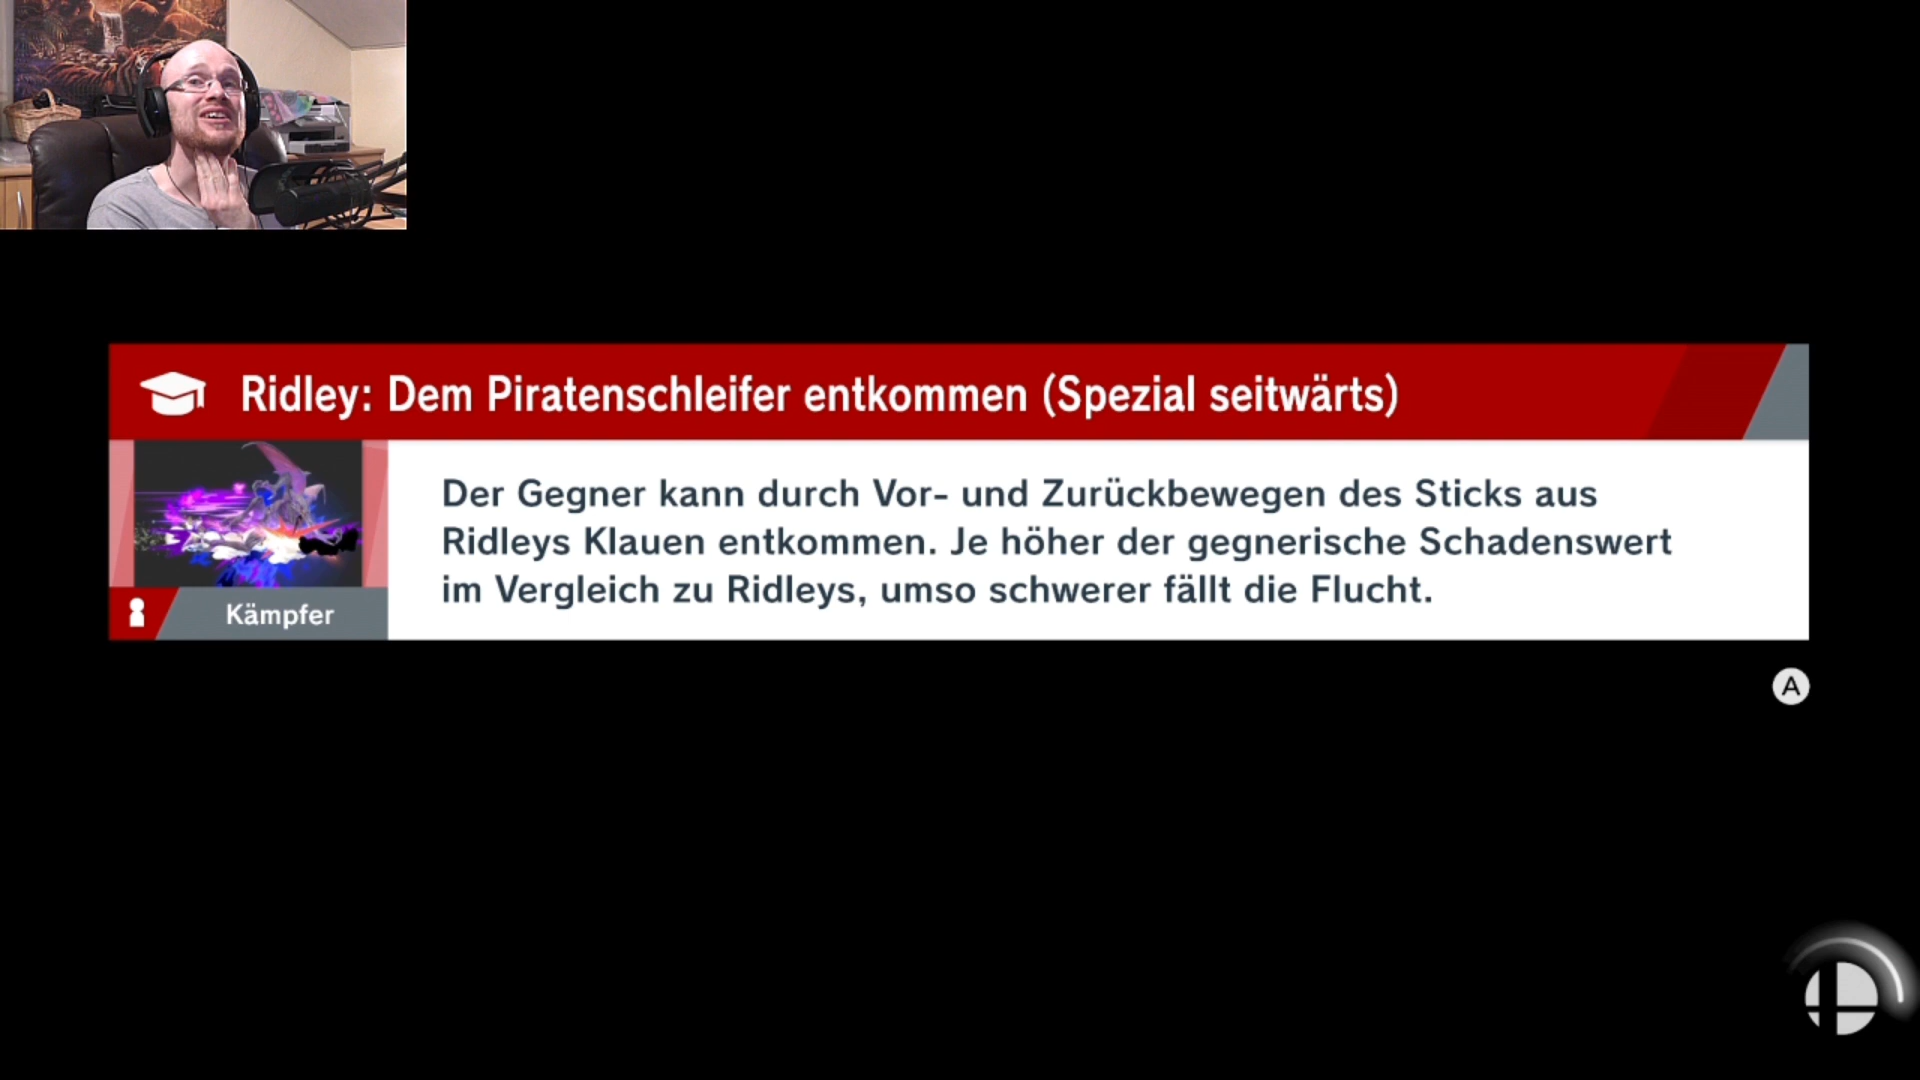 Ridley: Dem Piratenschleifer entkommen (Spezial seitwärts)
Der Gegner kann durch Vor- und Zurückbewegen des Sticks aus
Ridleys Klauen entkommen. Je höher der gegnerische Schadenswert
im Vergleich zu Ridleys, umso schwerer fällt die Flucht.
Kämpfer
A